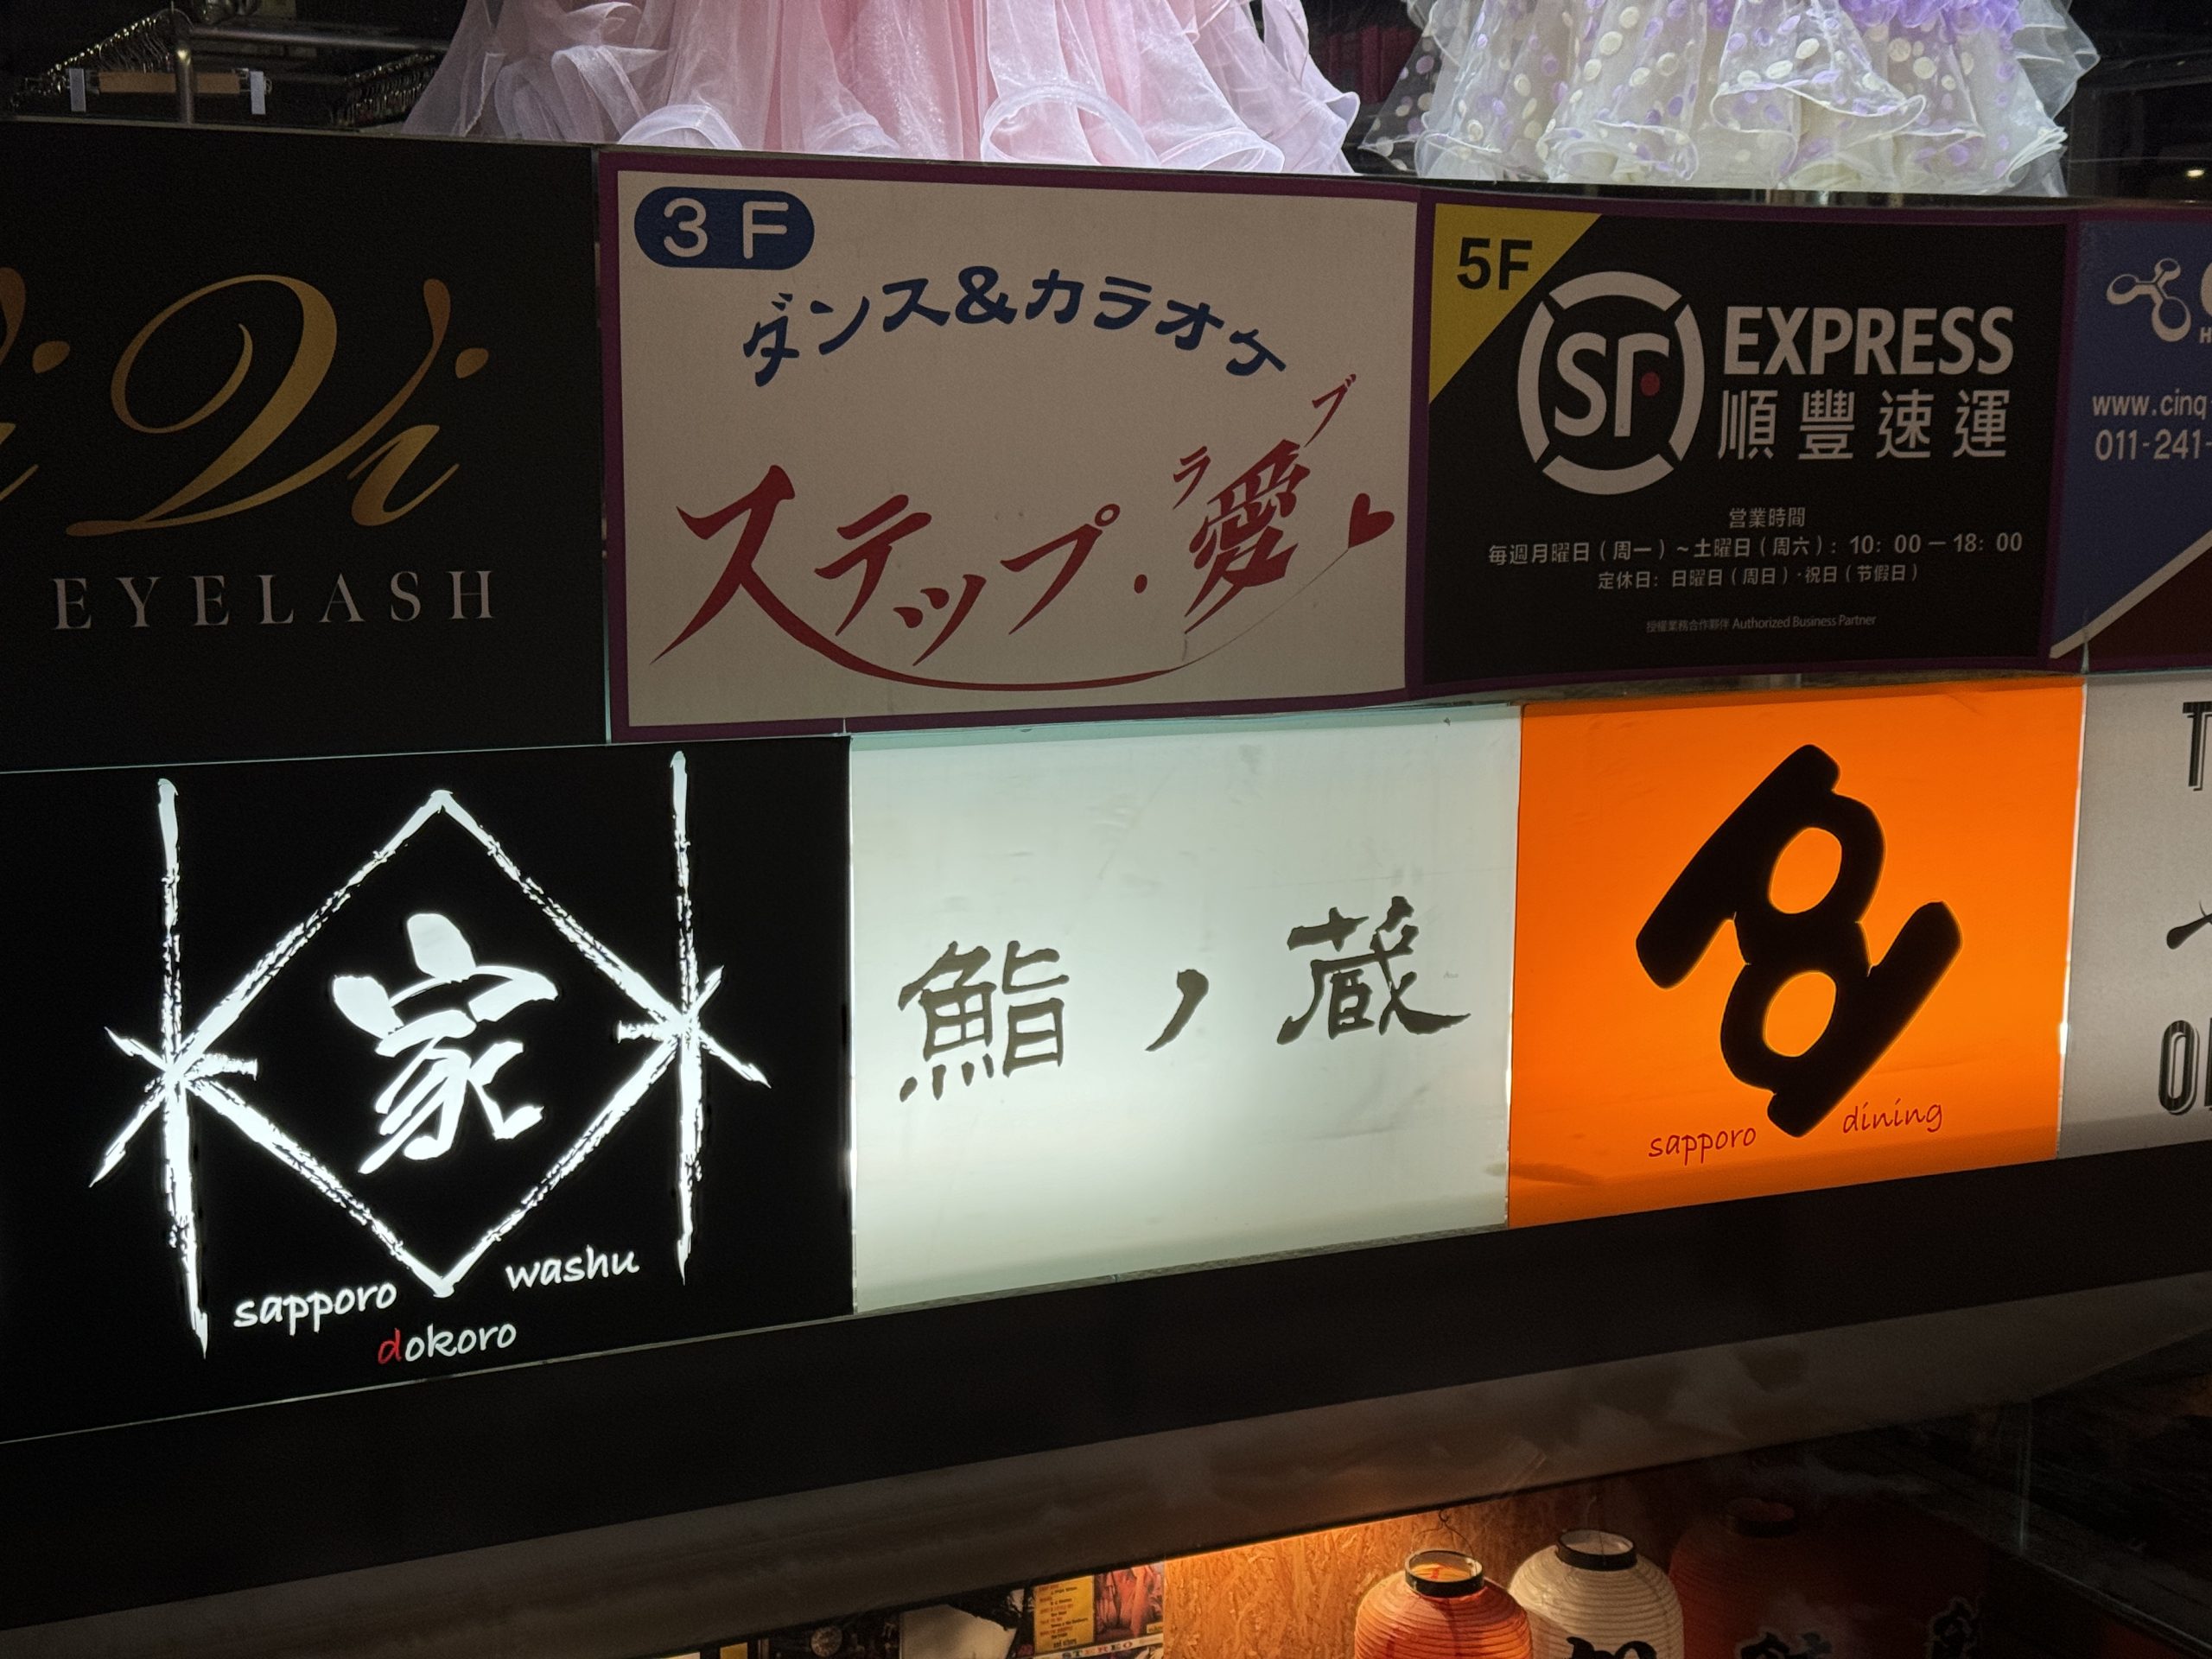 Vi
EYELASH
3F
ダンス&カラオケ
ラブ
ステップ・愛
5F
SF EXPRESS
順豐速運
営業時間
毎週月曜日(周一)~土曜日(周六): 10: 00-18: 00
定休日: 日曜日(周日)・祝日(节假日)
授權業務合作夥伴 Authorized Business Partner
www.cinq-
011-241-
家
sapporo washu
dokoro
鮨ノ蔵
sapporo dining
STEREO